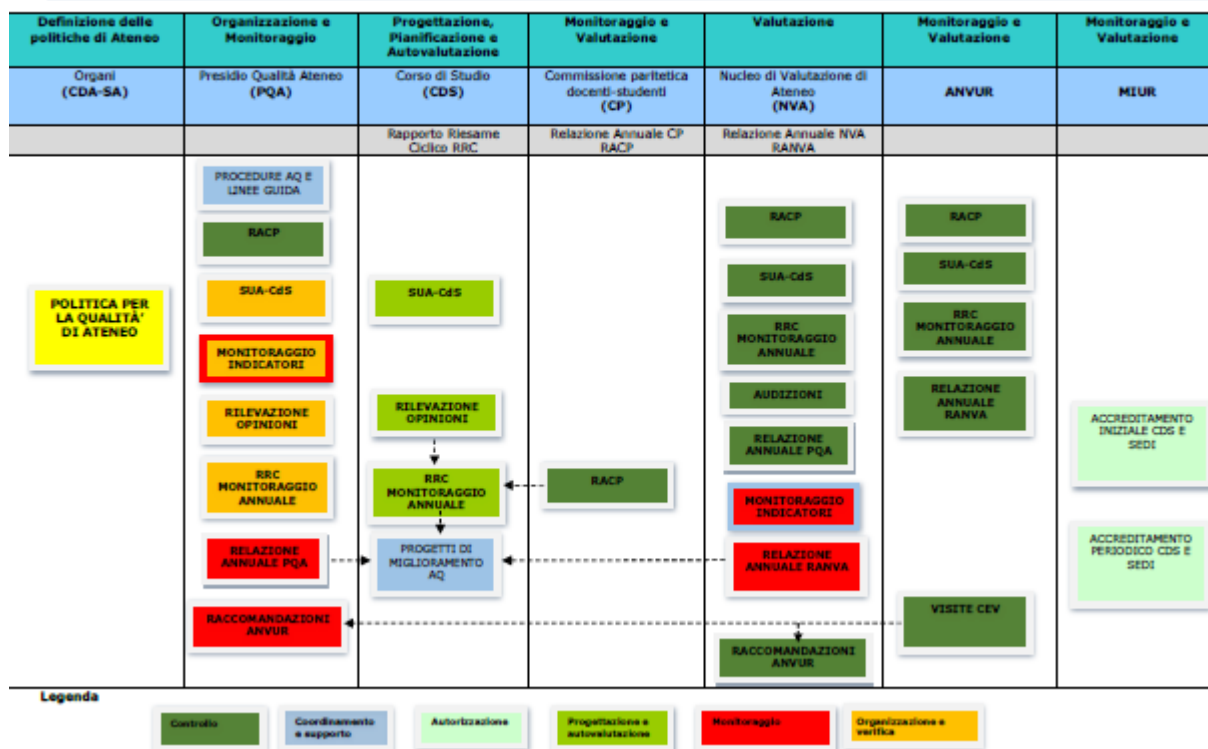 Definizione delle
politiche di Ateneo
Organizzazione e
Monitoraggio
Progettazione,
Pianificazione e
Autovalutazione
Monitoraggio e
Valutazione
Valutazione
Monitoraggio e
Valutazione
Monitoraggio e
Valutazione
Organi
(CDA-SA)
Presidio Qualità Ateneo
(PQA)
Corso di Studio
(CDS)
Commissione paritetica
docenti-studenti
(CP)
Nucleo di Valutazione di
Ateneo
(NVA)
ANVUR
MIUR
Rapporto Riesame
Ciclico RRC
Relazione Annuale CP
RACP
Relazione Annuale NVA
RANVA
POLITICA PER
LA QUALITÀ'
DI ATENEO
PROCEDURE AQ E
LINEE GUIDA
RACP
SUA-CdS
MONITORAGGIO
INDICATORI
RILEVAZIONE
OPINIONI
RRC
MONITORAGGIO
ANNUALE
RELAZIONE
ANNUALE PQA
RACCOMANDAZIONI
ANVUR
SUA-CdS
RILEVAZIONE
OPINIONI
RRC
MONITORAGGIO
ANNUALE
PROGETTI DI
MIGLIORAMENTO
AQ
RACP
RACP
SUA-CdS
RRC
MONITORAGGIO
ANNUALE
AUDIZIONI
RELAZIONE
ANNUALE PQA
MONITORAGGIO
INDICATORI
RELAZIONE
ANNUALE RANVA
RACCOMANDAZIONI
ANVUR
RACP
SUA-CdS
RRC
MONITORAGGIO
ANNUALE
RELAZIONE
ANNUALE
RANVA
VISITE CEV
ACCREDITAMENTO
INIZIALE CDS E
SEDI
ACCREDITAMENTO
PERIODICO CDS E
SEDI
Legenda
Controllo
Coordinamento
e supporto
Autorizzazione
Progettazione e
autovalutazione
Monitoraggio
Organizzazione e
verifica